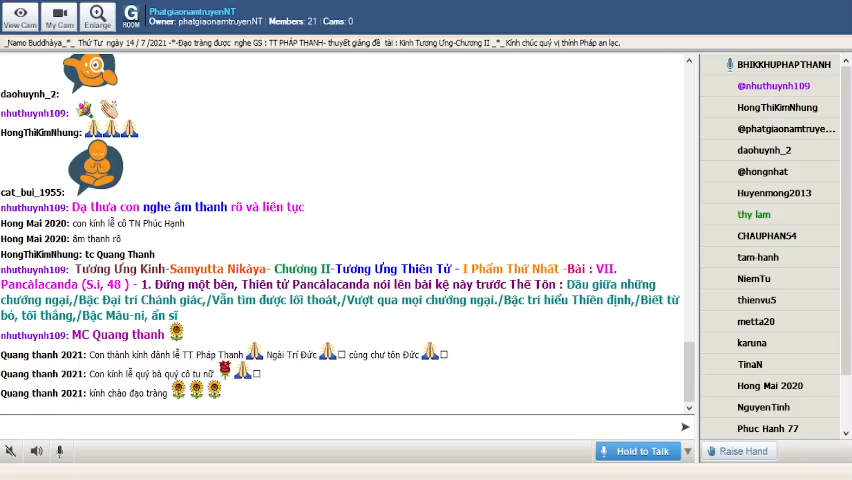 View Cam
My Cam
Enlarge
G
ROOM
PhatgiaonamtruyenNT
Owner: phatgiaonamtruyenNT | Members: 21 | Cams: 0
_Namo Buddhàya_*_ Thứ Tư ngày 14 / 7 /2021 -*-Đạo tràng được nghe GS : TT PHÁP THANH- thuyết giảng đề tài : Kinh Tương Ưng-Chương II _*_ Kính chúc quý vị thính Pháp an lạc.
daohuynh_2:
nhuthuynh109:
HongThiKimNhung:
cat_bui_1955:
nhuthuynh109: Dạ thưa con nghe âm thanh rõ và liên tục
Hong Mai 2020: con kính lễ cô TN Phúc Hạnh
Hong Mai 2020: âm thanh rõ
HongThiKimNhung: tc Quang Thanh
nhuthuynh109: Tương Ưng Kinh-Samyutta Nikàya- Chương II-Tương Ưng Thiên Tử - I Phẩm Thứ Nhất -Bài : VII.
Pancàlacanda (S.i, 48 ) - 1. Đứng một bên, Thiên tử Pancàlacanda nói lên bài kệ này trước Thế Tôn : Dầu giữa những
chướng ngại,/Bậc Đại trí Chánh giác,/Vẫn tìm được lối thoát,/Vượt qua mọi chướng ngại./Bậc trí hiểu Thiền định,/Biết từ
bỏ, tối thắng,/Bậc Mâu-ni, ẩn sĩ
nhuthuynh109: MC Quang thanh
Quang thanh 2021: Con thành kính đảnh lễ TT Pháp Thanh Ngài Trí Đức cùng chư tôn Đức
Quang thanh 2021: Con kính lễ quý bà quý cô tu nữ
Quang thanh 2021: kính chào đạo tràng
Hold to Talk
BHIKKHUPHAPTHANH
@nhuthuynh109
HongThiKimNhung
@phatgiaonamtruye...
daohuynh_2
@hongnhat
Huyenmong2013
thy lam
CHAUPHAN54
tam-hanh
NiemTu
thienvu5
metta20
karuna
TinaN
Hong Mai 2020
NguyenTinh
Phuc Hanh 77
Raise Hand